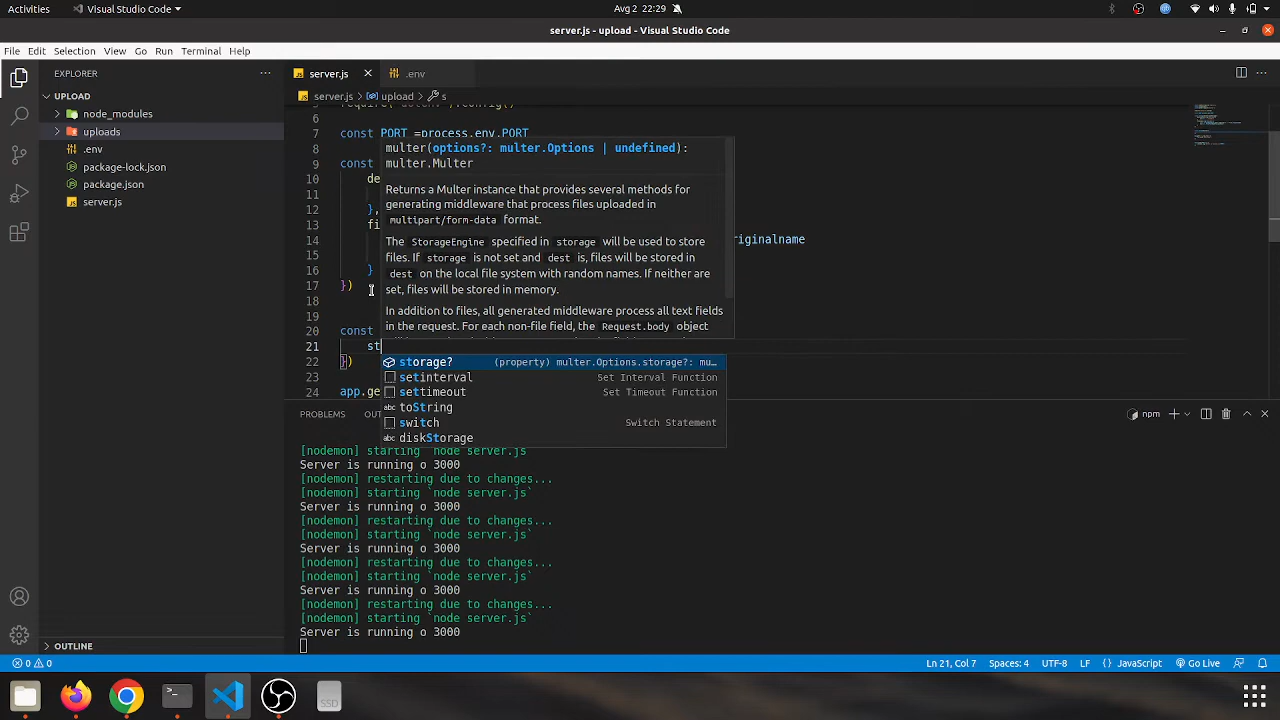 Activities
Visual Studio Code
Avg 2 22:29
server.js - upload - Visual Studio Code
File Edit Selection View Go Run Terminal Help
EXPLORER
server.js
.env
UPLOAD
server.js > upload > s
node_modules
uploads
.env
package-lock.json
package.json
server.js
6
7 const PORT =process.env.PORT
8
9 const
10 de
11
12 },
13 fi
14 riginalname
15
16 }
17 })
18
19
20 const
21 st
22 })
23
24 app.ge
multer(options?: multer.Options | undefined):
multer.Multer
Returns a Multer instance that provides several methods for
generating middleware that process files uploaded in
multipart/form-data format.
The StorageEngine specified in storage will be used to store
files. If storage is not set and dest is, files will be stored in
dest on the local file system with random names. If neither are
set, files will be stored in memory.
In addition to files, all generated middleware process all text fields
in the request. For each non-file field, the Request.body object
storage? (property) multer.Options.storage?: mu…
setinterval Set Interval Function
settimeout Set Timeout Function
toString
switch Switch Statement
diskStorage
PROBLEMS OUT
npm
[nodemon] starting `node server.js`
Server is running o 3000
[nodemon] restarting due to changes...
[nodemon] starting `node server.js`
Server is running o 3000
[nodemon] restarting due to changes...
[nodemon] starting `node server.js`
Server is running o 3000
[nodemon] restarting due to changes...
[nodemon] starting `node server.js`
Server is running o 3000
[nodemon] restarting due to changes...
[nodemon] starting `node server.js`
Server is running o 3000
OUTLINE
0 0
Ln 21, Col 7 Spaces: 4 UTF-8 LF JavaScript Go Live
SSD